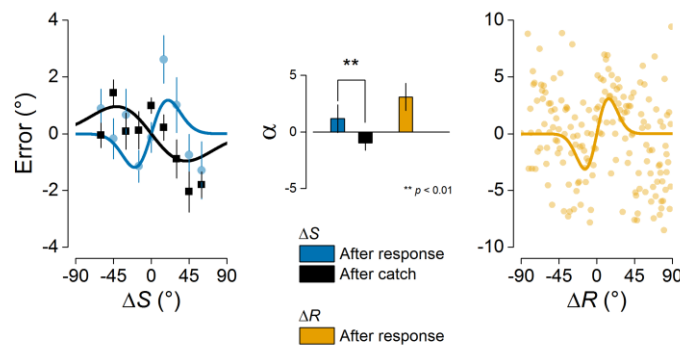 4
2
0
-2
-4
Error (°)
-90 -45 0 45 90
ΔS (°)
**
5
0
-5
α
** p < 0.01
ΔS
After response
After catch
ΔR
After response
10
5
0
-5
-10
-90 -45 0 45 90
ΔR (°)